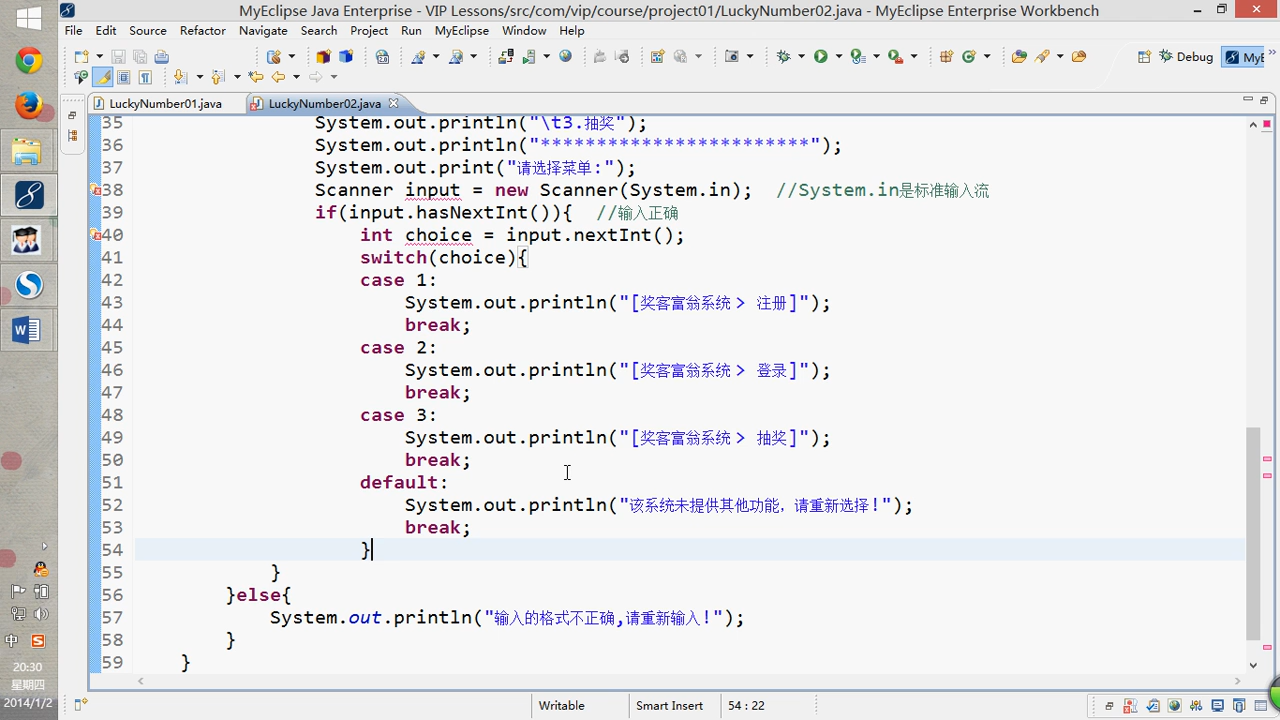 MyEclipse Java Enterprise - VIP Lessons/src/com/vip/course/project01/LuckyNumber02.java - MyEclipse Enterprise Workbench
File Edit Source Refactor Navigate Search Project Run MyEclipse Window Help
Debug MyE
LuckyNumber01.java LuckyNumber02.java
35 System.out.println("\t3.抽奖");
36 System.out.println("************************");
37 System.out.print("请选择菜单:");
38 Scanner input = new Scanner(System.in); //System.in是标准输入流
39 if(input.hasNextInt()){ //输入正确
40 int choice = input.nextInt();
41 switch(choice){
42 case 1:
43 System.out.println("[奖客富翁系统 > 注册]");
44 break;
45 case 2:
46 System.out.println("[奖客富翁系统 > 登录]");
47 break;
48 case 3:
49 System.out.println("[奖客富翁系统 > 抽奖]");
50 break;
51 default:
52 System.out.println("该系统未提供其他功能，请重新选择!");
53 break;
54 }
55 }
56 }else{
57 System.out.println("输入的格式不正确,请重新输入!");
58 }
59 }
中
20:30
星期四
2014/1/2
Writable Smart Insert 54 : 22